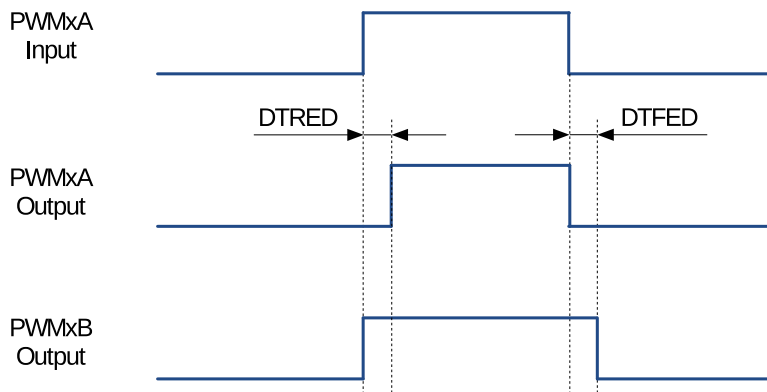 PWMxA
Input
DTRED
DTFED
PWMxA
Output
PWMxB
Output